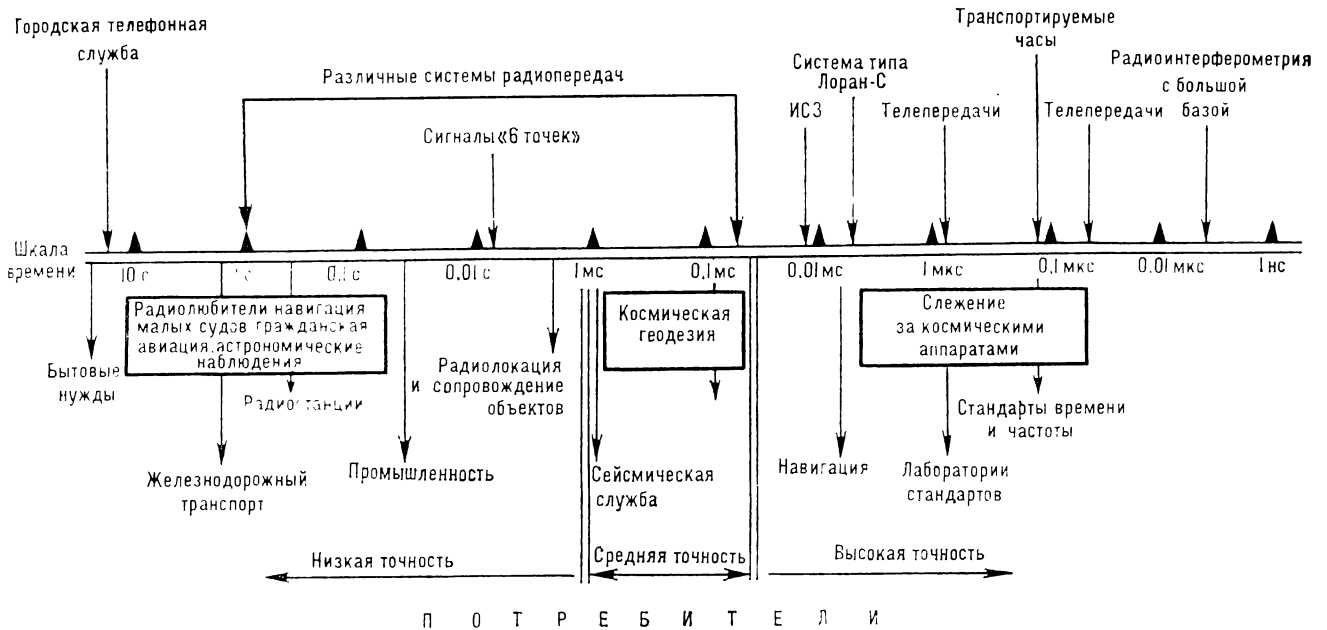 Городская телефонная
служба
Различные системы радиопередач
Сигналы «6 точек»
Система типа
Лоран-С
ИСЗ
Телепередачи
Транспортируемые
часы
Телепередачи
Радиоинтерферометрия
с большой
базой
Шкала
времени
10 с
с
0,1 с
0,01 с
1 мс
0,1 мс
0,01 мс
1 мкс
0,1 мкс
0,01 мкс
1 нс
Бытовые
нужды
Радиолюбители навигация
малых судов гражданская
авиация, астрономические
наблюдения
Радиостанции
Железнодорожный
транспорт
Промышленность
Радиолокация
и сопровождение
объектов
Сейсмическая
служба
Космическая
геодезия
Навигация
Слежение
за космическими
аппаратами
Лаборатории
стандартов
Стандарты времени
и частоты
Низкая точность
Средняя точность
Высокая точность
ПОТРЕБИТЕЛИ